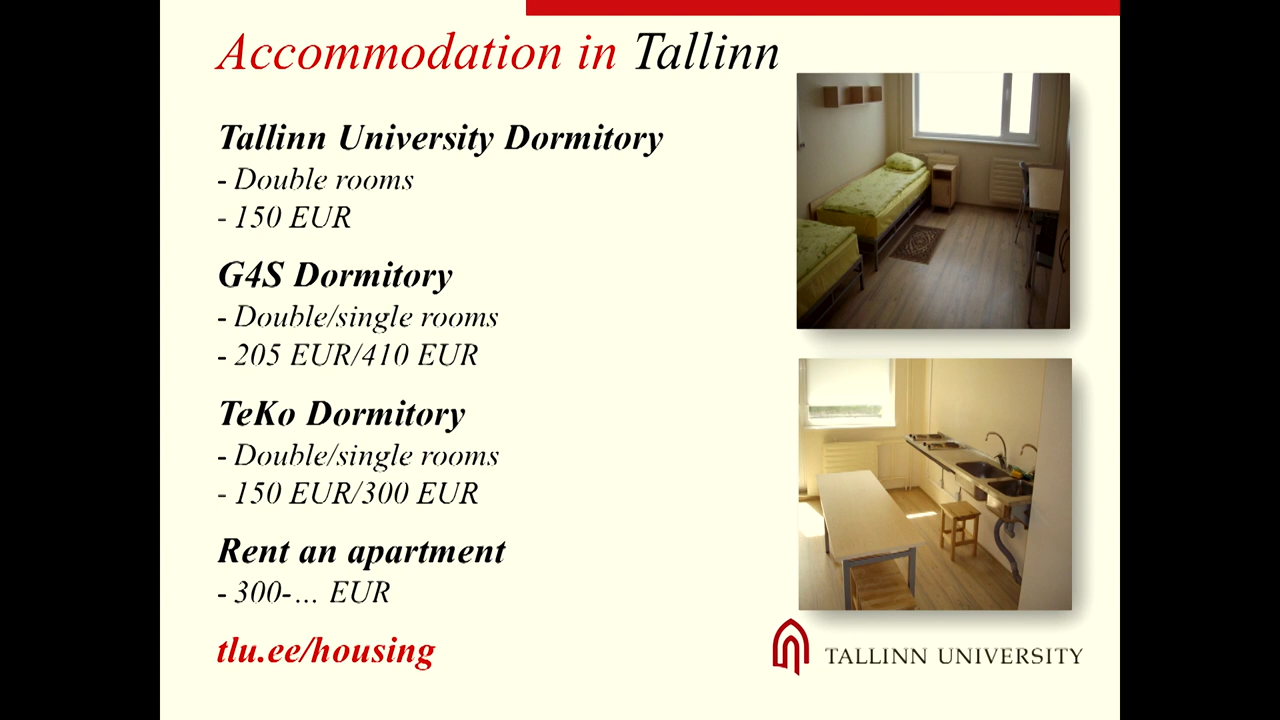 Accommodation in Tallinn
Tallinn University Dormitory
- Double rooms
- 150 EUR
G4S Dormitory
- Double/single rooms
- 205 EUR/410 EUR
TeKo Dormitory
- Double/single rooms
- 150 EUR/300 EUR
Rent an apartment
- 300-… EUR
tlu.ee/housing
TALLINN UNIVERSITY